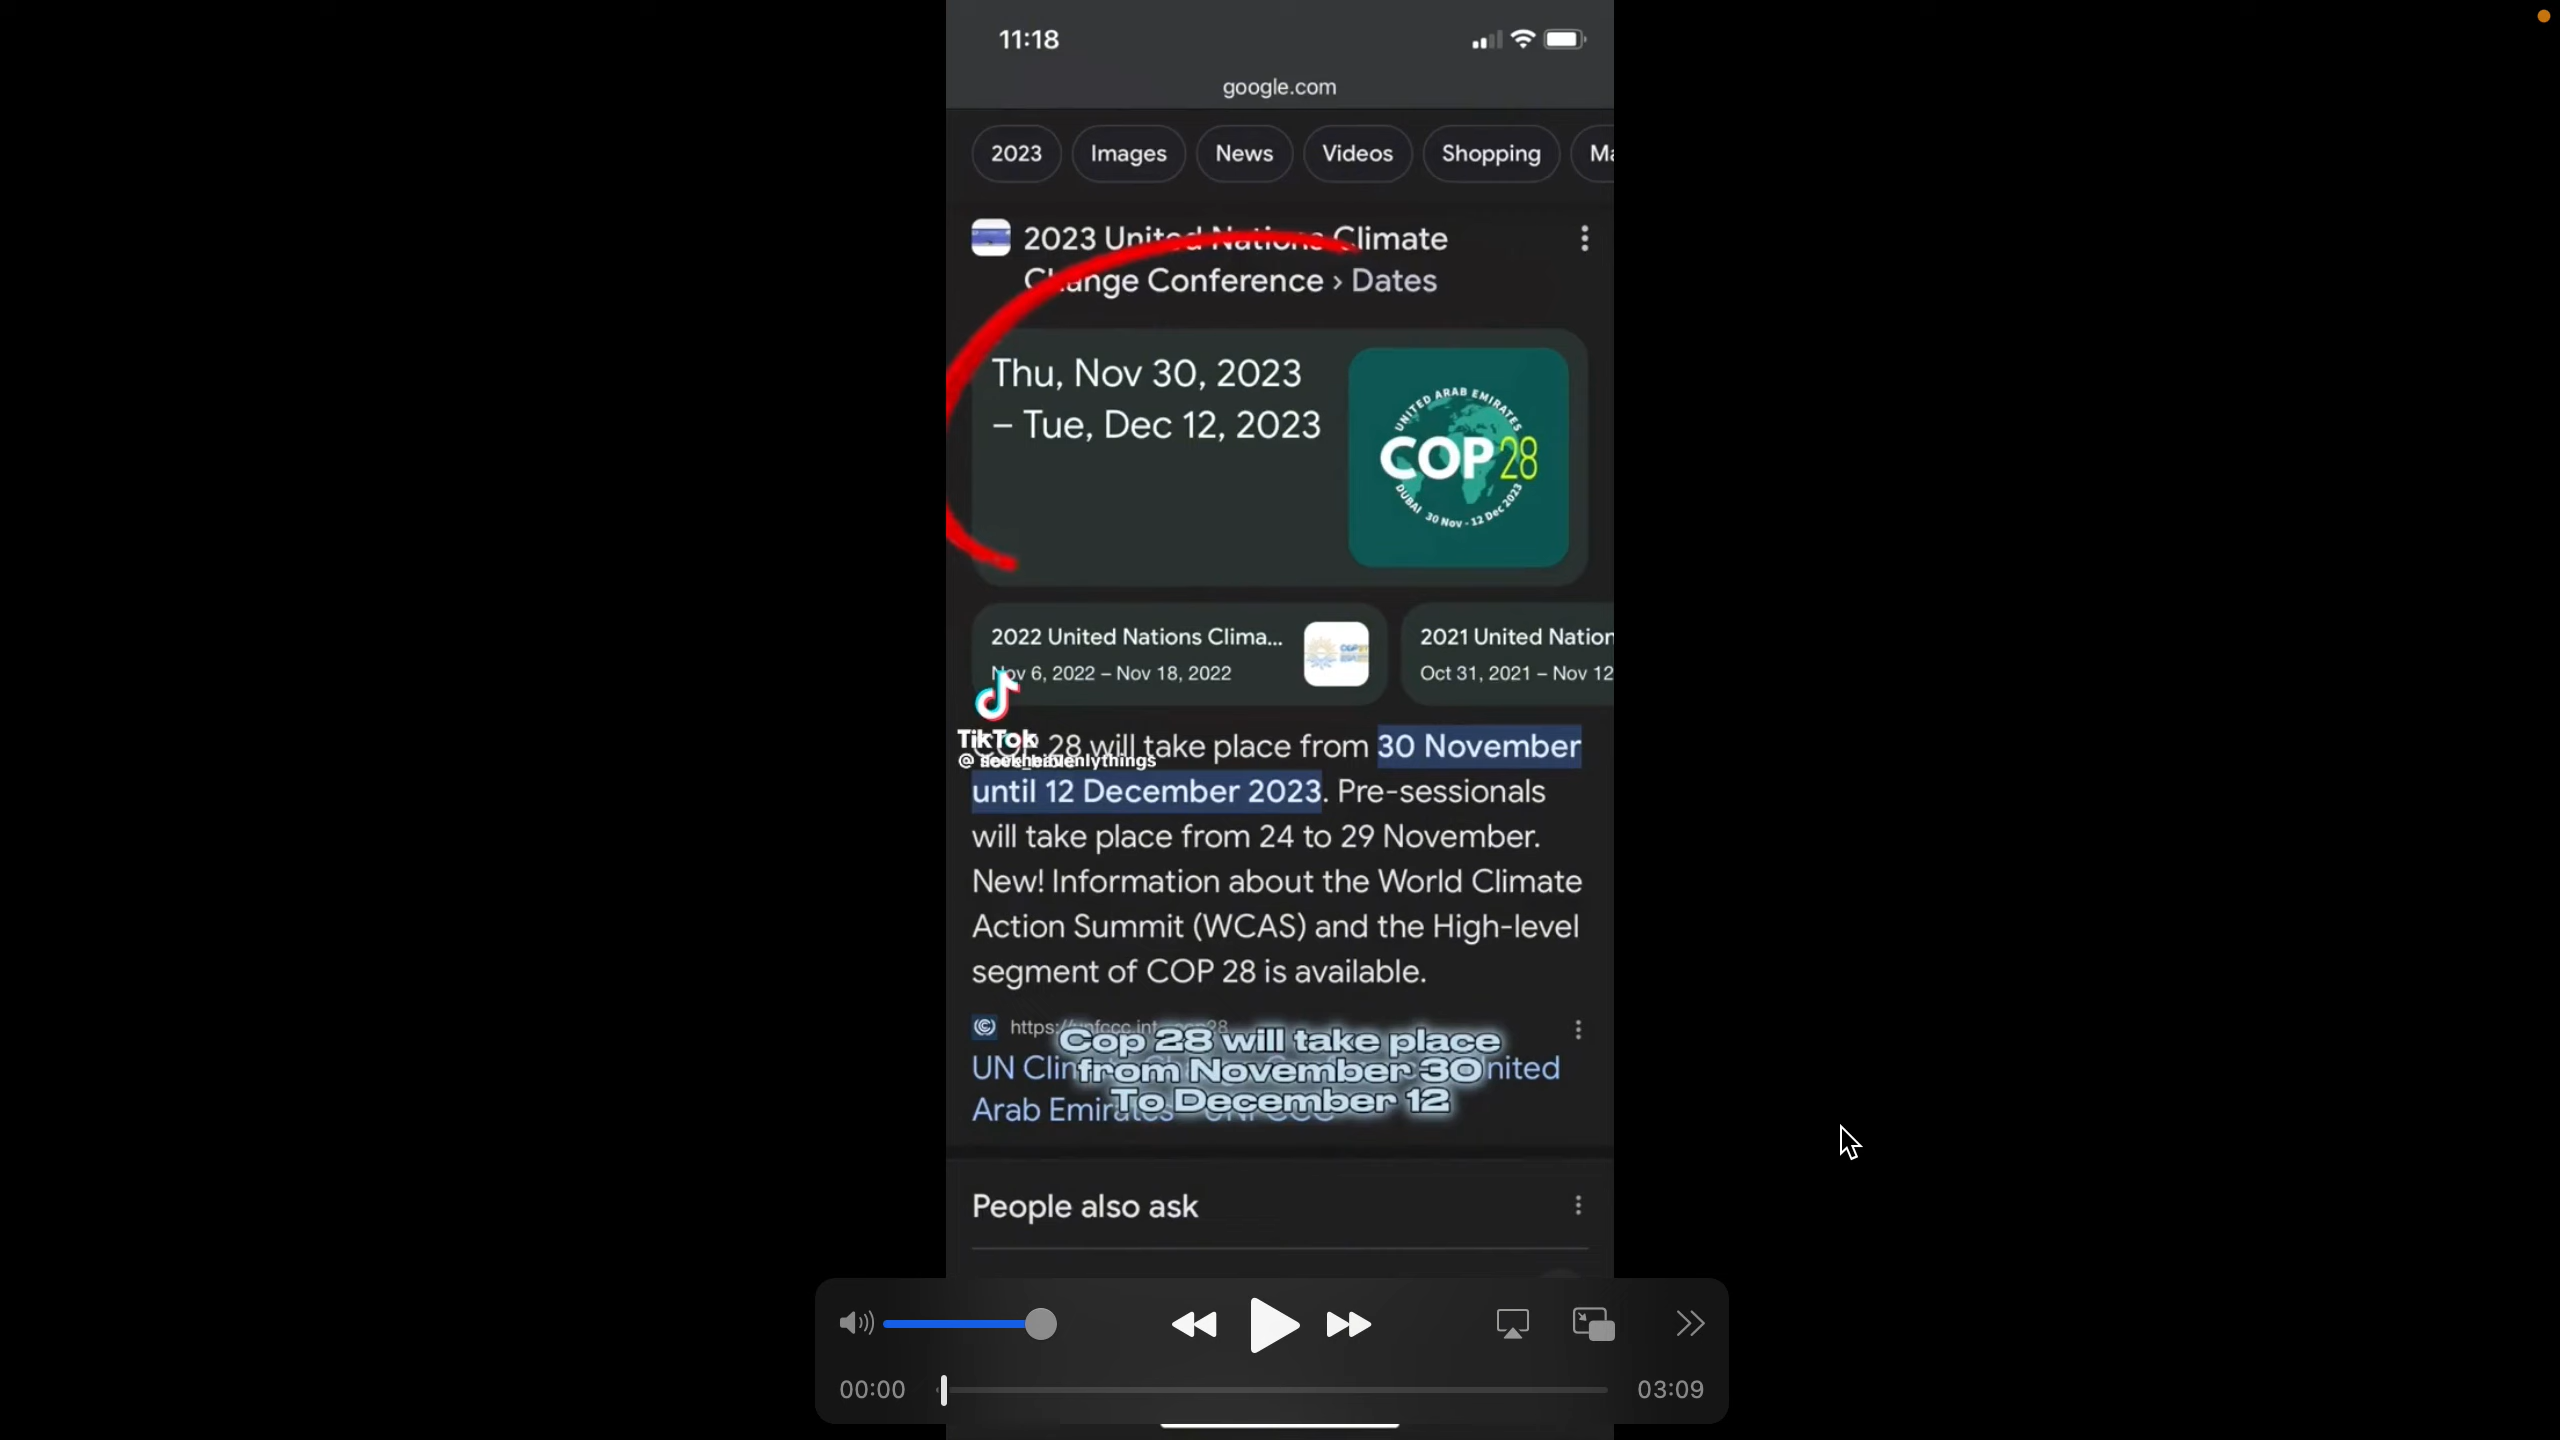 11:18
google.com
2023 Images News Videos Shopping
2023 United Nations Climate
Change Conference › Dates
Thu, Nov 30, 2023
– Tue, Dec 12, 2023
UNITED ARAB EMIRATES
COP28
DUBAI 30 Nov - 12 Dec 2023
2022 United Nations Clima...
Nov 6, 2022 – Nov 18, 2022
2021 United Nation
Oct 31, 2021 – Nov 12
TikTok
COP 28 will take place from 30 November
until 12 December 2023. Pre-sessionals
will take place from 24 to 29 November.
New! Information about the World Climate
Action Summit (WCAS) and the High-level
segment of COP 28 is available.
Cop 28 will take place
from November 30
To December 12
UN nited
Arab
People also ask
00:00
03:09